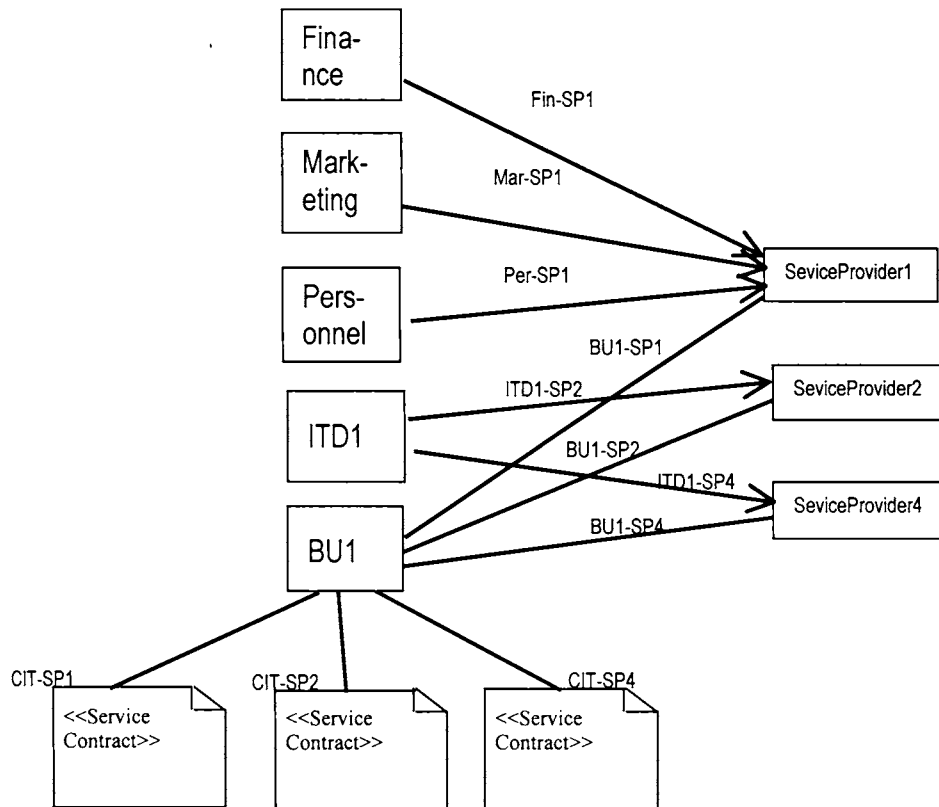 Fina-
nce
Fin-SP1
Mark-
eting
Mar-SP1
SeviceProvider1
Pers-
onnel
Per-SP1
BU1-SP1
ITD1
ITD1-SP2
SeviceProvider2
BU1-SP2
ITD1-SP4
SeviceProvider4
BU1
BU1-SP4
CIT-SP1
<<Service
Contract>>
CIT-SP2
<<Service
Contract>>
CIT-SP4
<<Service
Contract>>